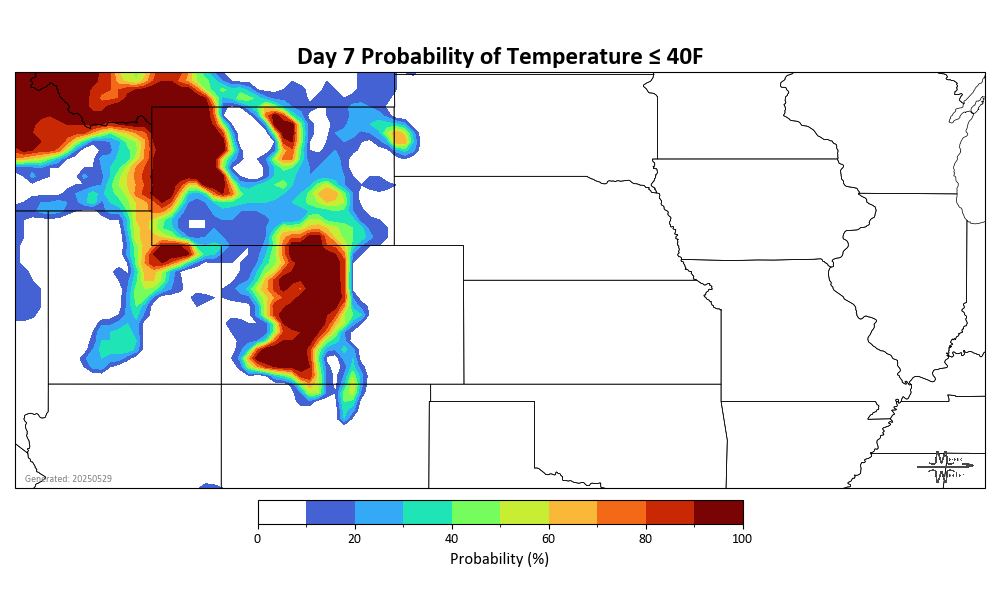 Day 7 Probability of Temperature ≤ 40F
Generated: 20250529
0 20 40 60 80 100
Probability (%)